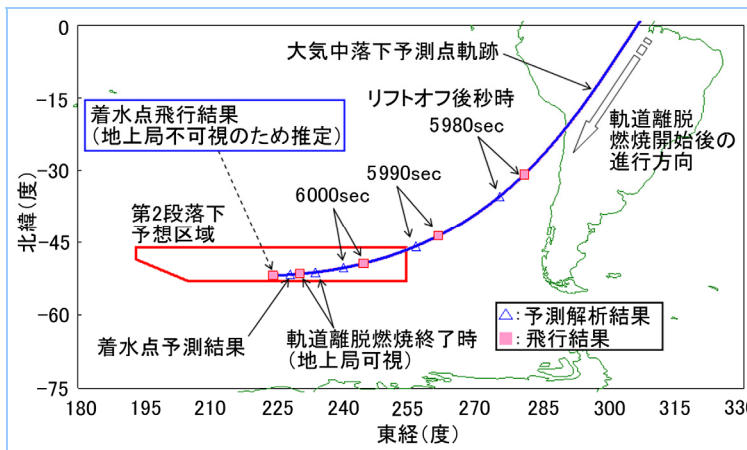 0
－15
－30
－45
－60
－75
北緯(度)
大気中落下予測点軌跡
リフトオフ後秒時
5980sec
5990sec
6000sec
軌道離脱
燃焼開始後の
進行方向
着水点飛行結果
(地上局不可視のため推定)
第2段落下
予想区域
着水点予測結果
軌道離脱燃焼終了時
(地上局可視)
△:予測解析結果
■:飛行結果
180 195 210 225 240 255 270 285 300 315 330
東経(度)